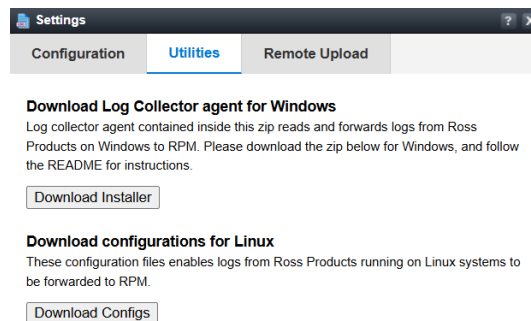 Settings
? X
Configuration Utilities Remote Upload
Download Log Collector agent for Windows
Log collector agent contained inside this zip reads and forwards logs from Ross
Products on Windows to RPM. Please download the zip below for Windows, and follow
the README for instructions.
Download Installer
Download configurations for Linux
These configuration files enables logs from Ross Products running on Linux systems to
be forwarded to RPM.
Download Configs